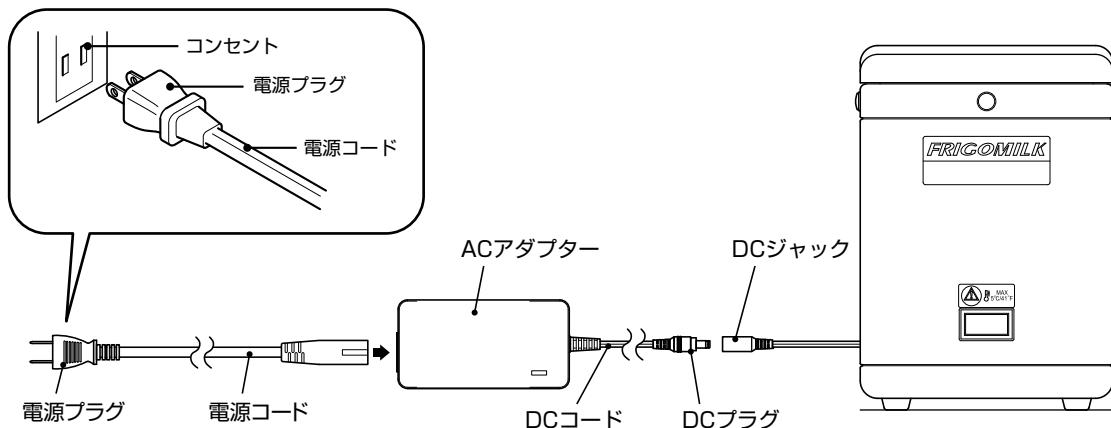 コンセント
電源プラグ
電源コード
FRIGOMILK
ACアダプター
DCジャック
MAX
5℃/41°F
電源プラグ
電源コード
DCコード
DCプラグ